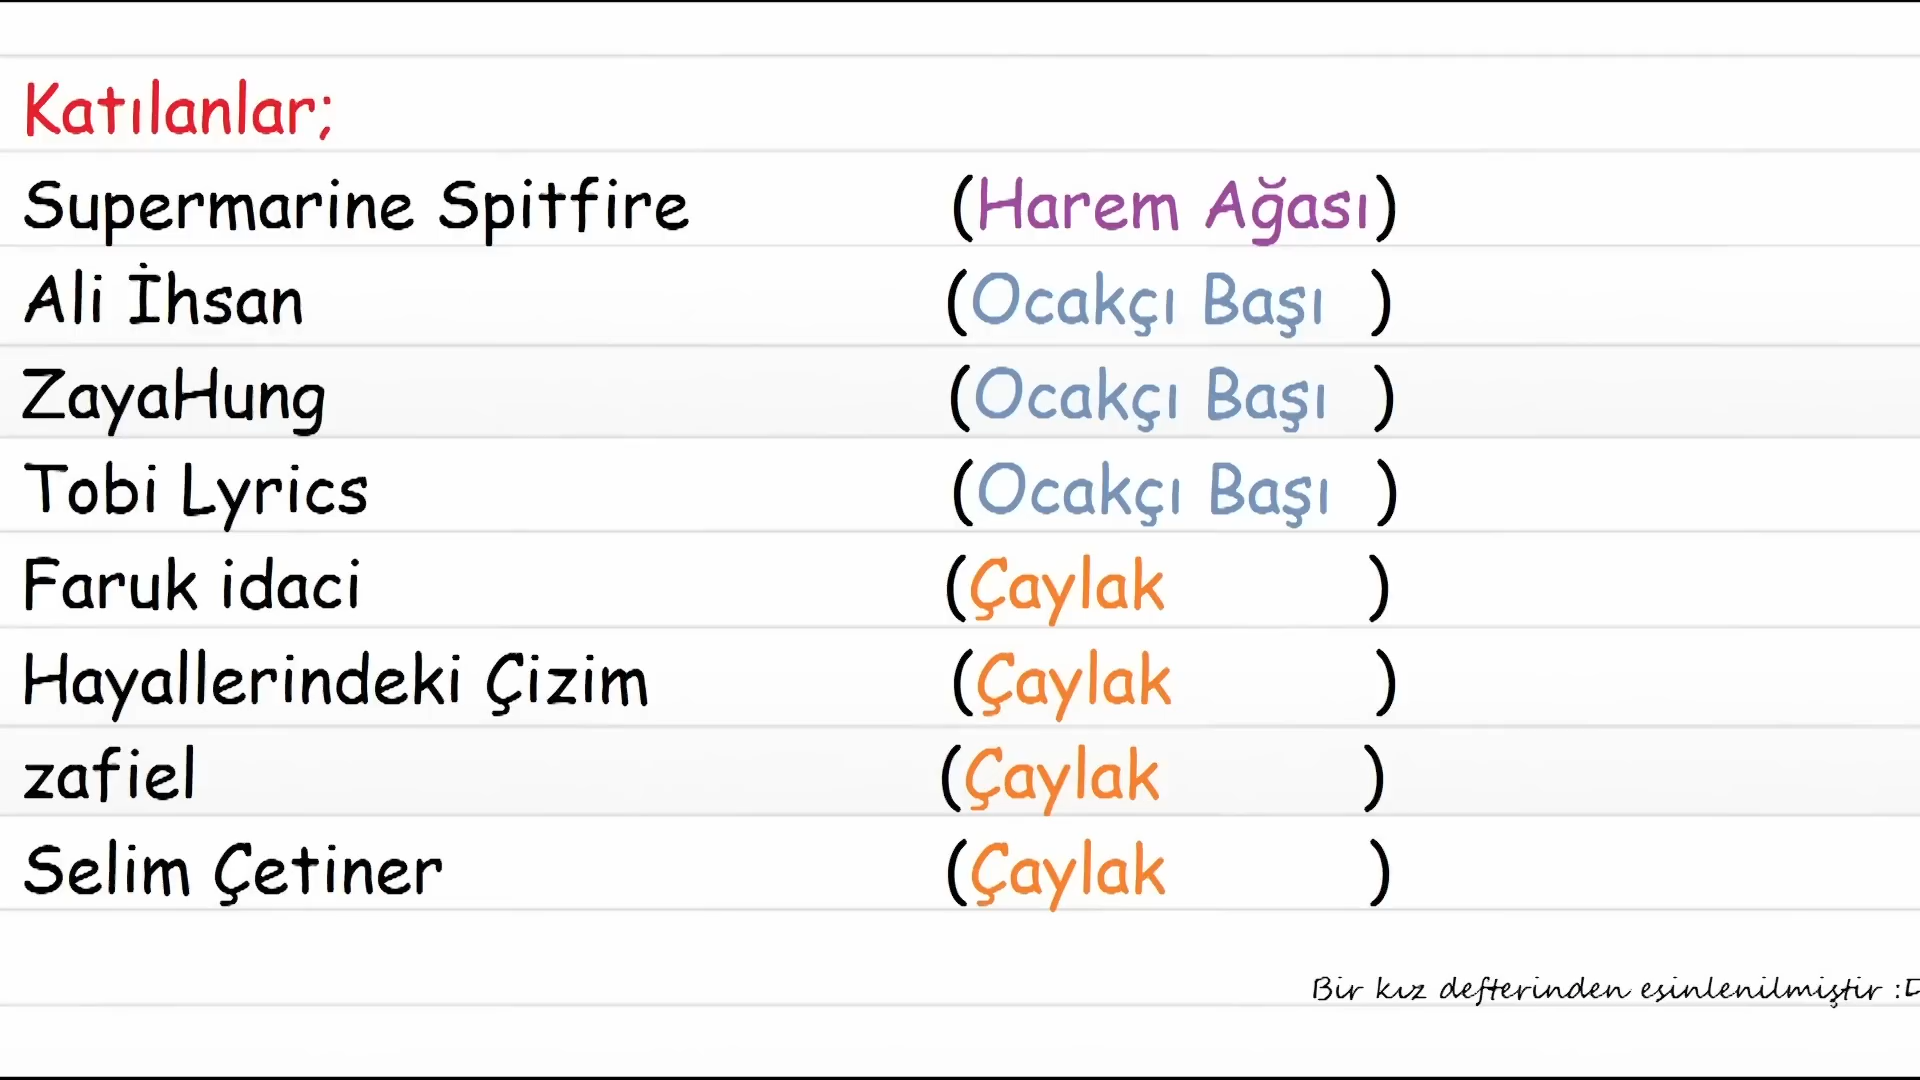 Katılanlar;
Supermarine Spitfire (Harem Ağası)
Ali İhsan (Ocakçı Başı )
ZayaHung (Ocakçı Başı )
Tobi Lyrics (Ocakçı Başı )
Faruk idaci (Çaylak )
Hayallerindeki Çizim (Çaylak )
zafiel (Çaylak )
Selim Çetiner (Çaylak )
Bir kız defterinden esinlenilmiştir :D